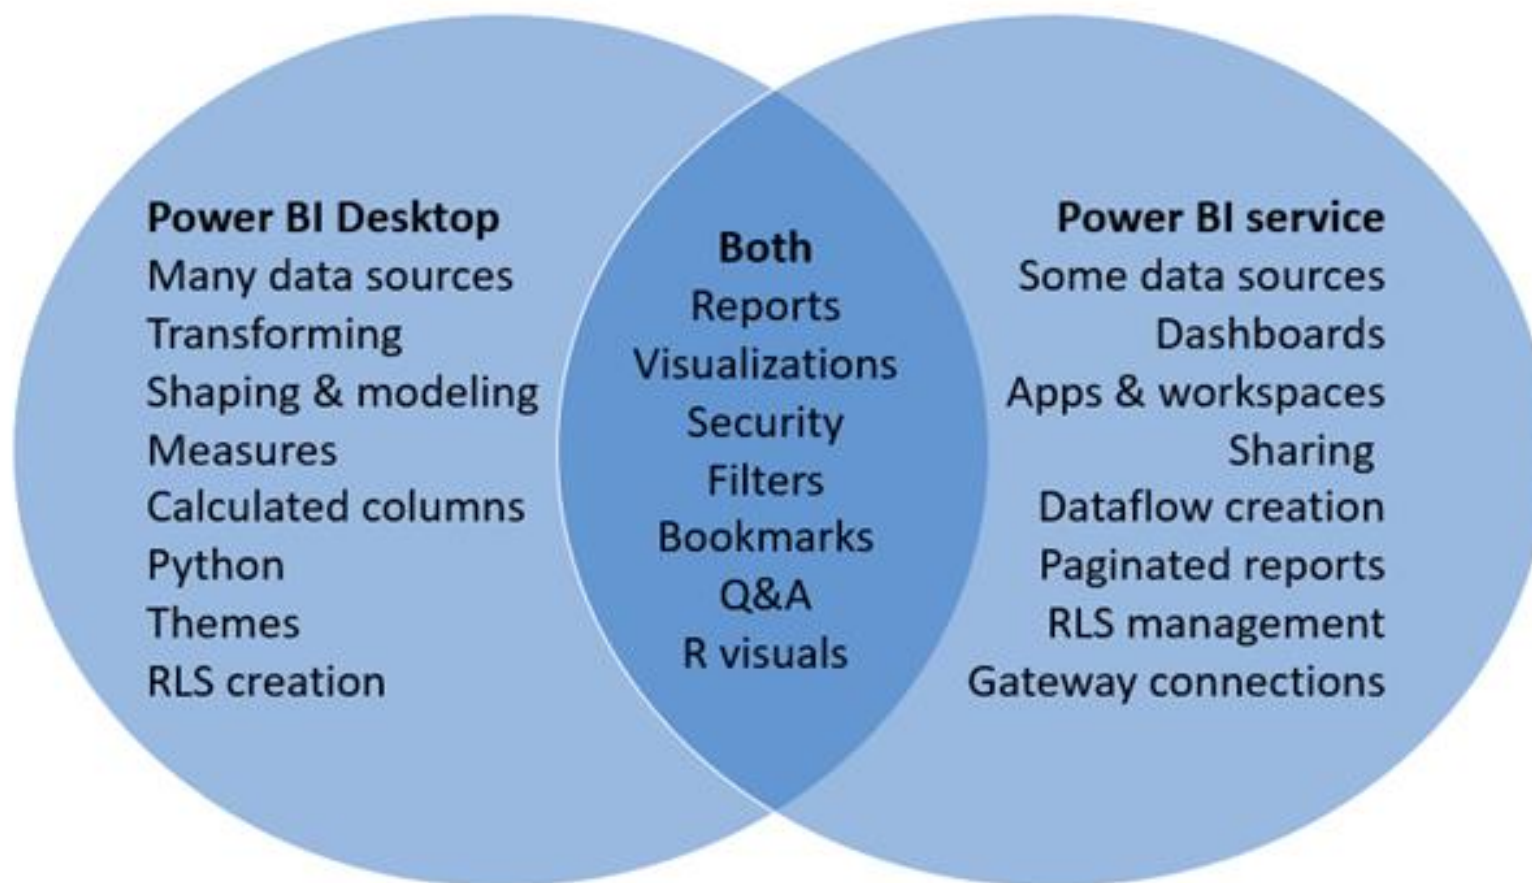 Power BI Desktop
Many data sources
Transforming
Shaping & modeling
Measures
Calculated columns
Python
Themes
RLS creation
Both
Reports
Visualizations
Security
Filters
Bookmarks
Q&A
R visuals
Power BI service
Some data sources
Dashboards
Apps & workspaces
Sharing
Dataflow creation
Paginated reports
RLS management
Gateway connections